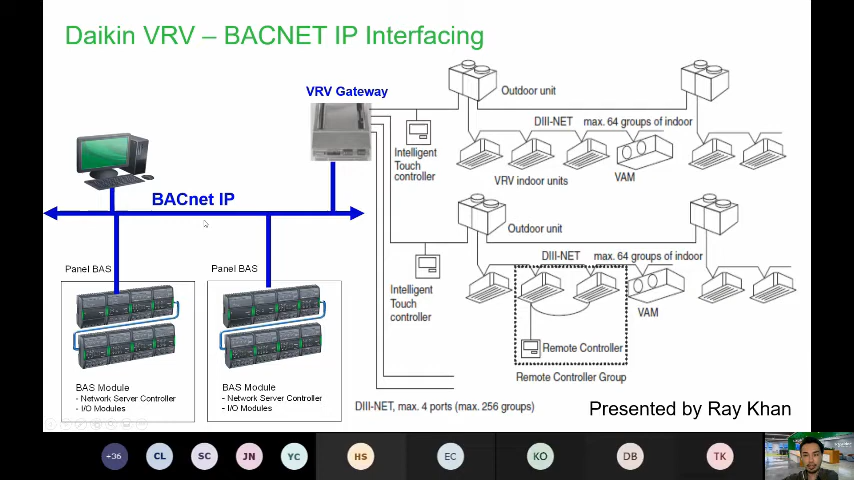 Daikin VRV – BACNET IP Interfacing
VRV Gateway
Outdoor unit
DIII-NET max. 64 groups of indoor
Intelligent
Touch
controller
VRV indoor units
VAM
BACnet IP
Outdoor unit
DIII-NET max. 64 groups of indoor
Panel BAS
Panel BAS
Intelligent
Touch
controller
VAM
Remote Controller
Remote Controller Group
BAS Module
- Network Server Controller
- I/O Modules
BAS Module
- Network Server Controller
- I/O Modules
DIII-NET, max. 4 ports (max. 256 groups)
Presented by Ray Khan
+36
CL
SC
JN
YC
HS
EC
KO
DB
TK